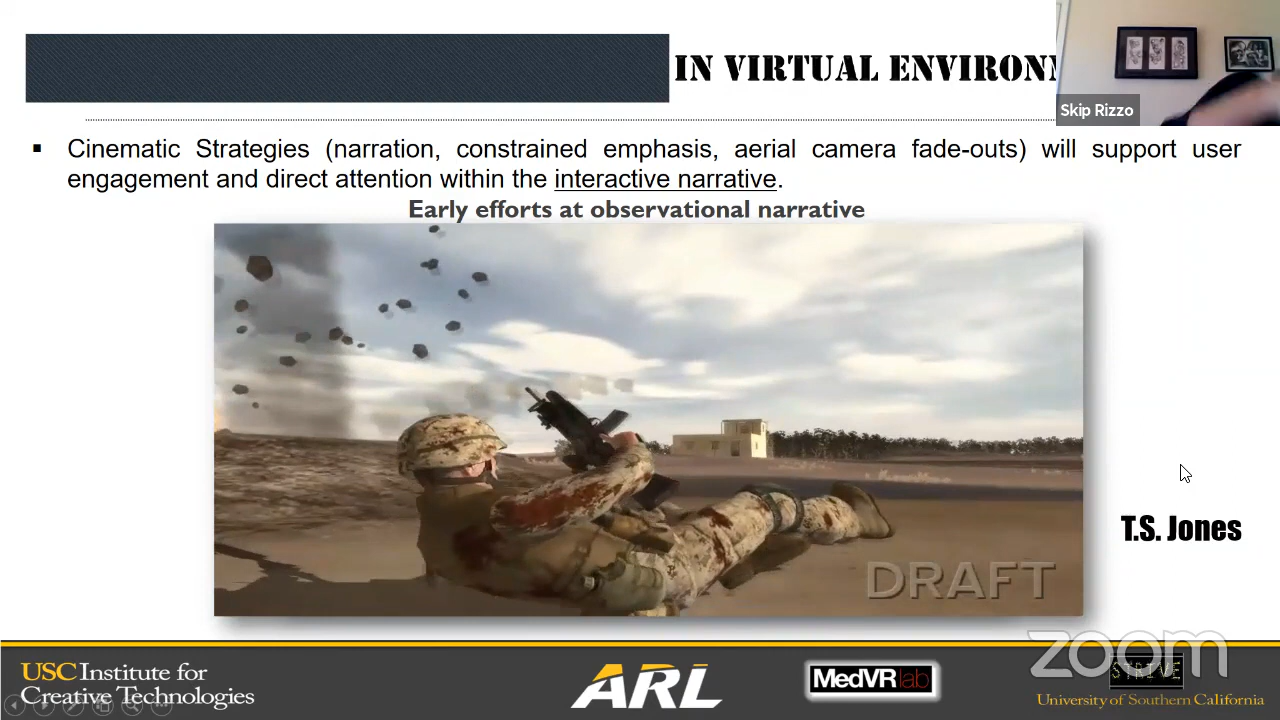 IN VIRTUAL ENVIRON
Skip Rizzo
▪ Cinematic Strategies (narration, constrained emphasis, aerial camera fade-outs) will support user
engagement and direct attention within the interactive narrative.
Early efforts at observational narrative
T.S. Jones
DRAFT
zoom
USC Institute for
Creative Technologies
ARL
MedVR lab
STRIVE
University of Southern California